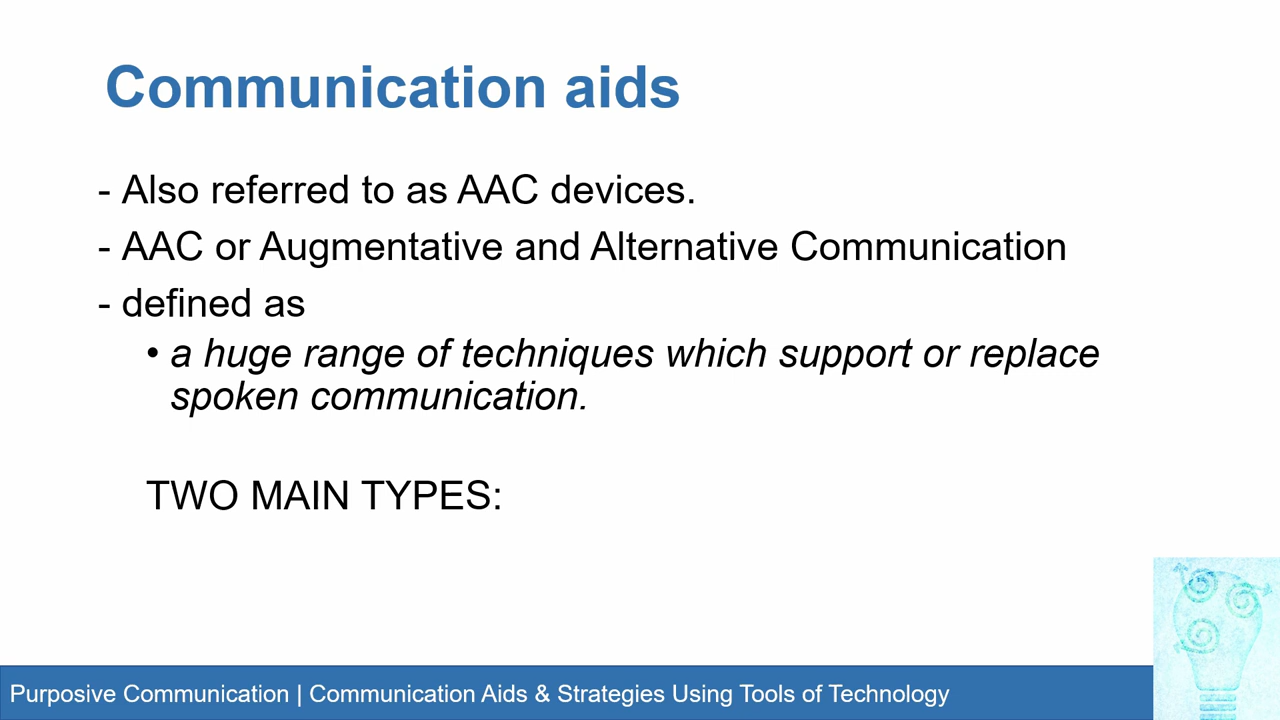 Communication aids
- Also referred to as AAC devices.
- AAC or Augmentative and Alternative Communication
- defined as
• a huge range of techniques which support or replace
spoken communication.
TWO MAIN TYPES:
Purposive Communication | Communication Aids & Strategies Using Tools of Technology